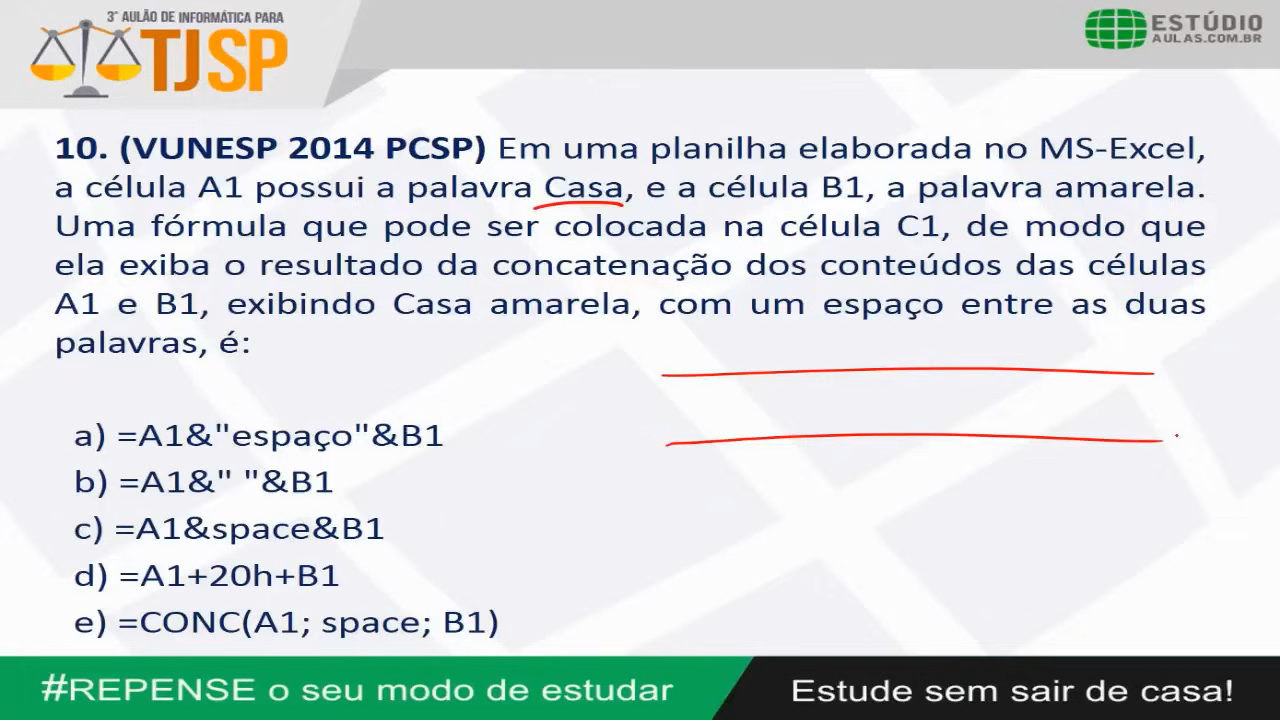 3° AULÃO DE INFORMÁTICA PARA
TJSP
ESTÚDIO
AULAS.COM.BR
10. (VUNESP 2014 PCSP) Em uma planilha elaborada no MS-Excel,
a célula A1 possui a palavra Casa, e a célula B1, a palavra amarela.
Uma fórmula que pode ser colocada na célula C1, de modo que
ela exiba o resultado da concatenação dos conteúdos das células
A1 e B1, exibindo Casa amarela, com um espaço entre as duas
palavras, é:
a) =A1&"espaço"&B1
b) =A1&" "&B1
c) =A1&space&B1
d) =A1+20h+B1
e) =CONC(A1; space; B1)
#REPENSE o seu modo de estudar
Estude sem sair de casa!